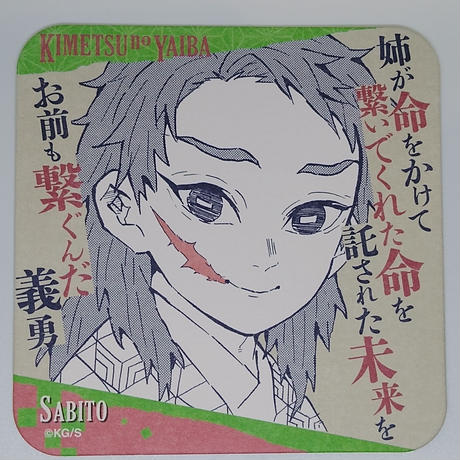 KIMETSU no YAIBA
姉が命をかけて
繋いでくれた命を
託された未来を
お前も繋ぐんだ
義勇
SABITO
©KG/S